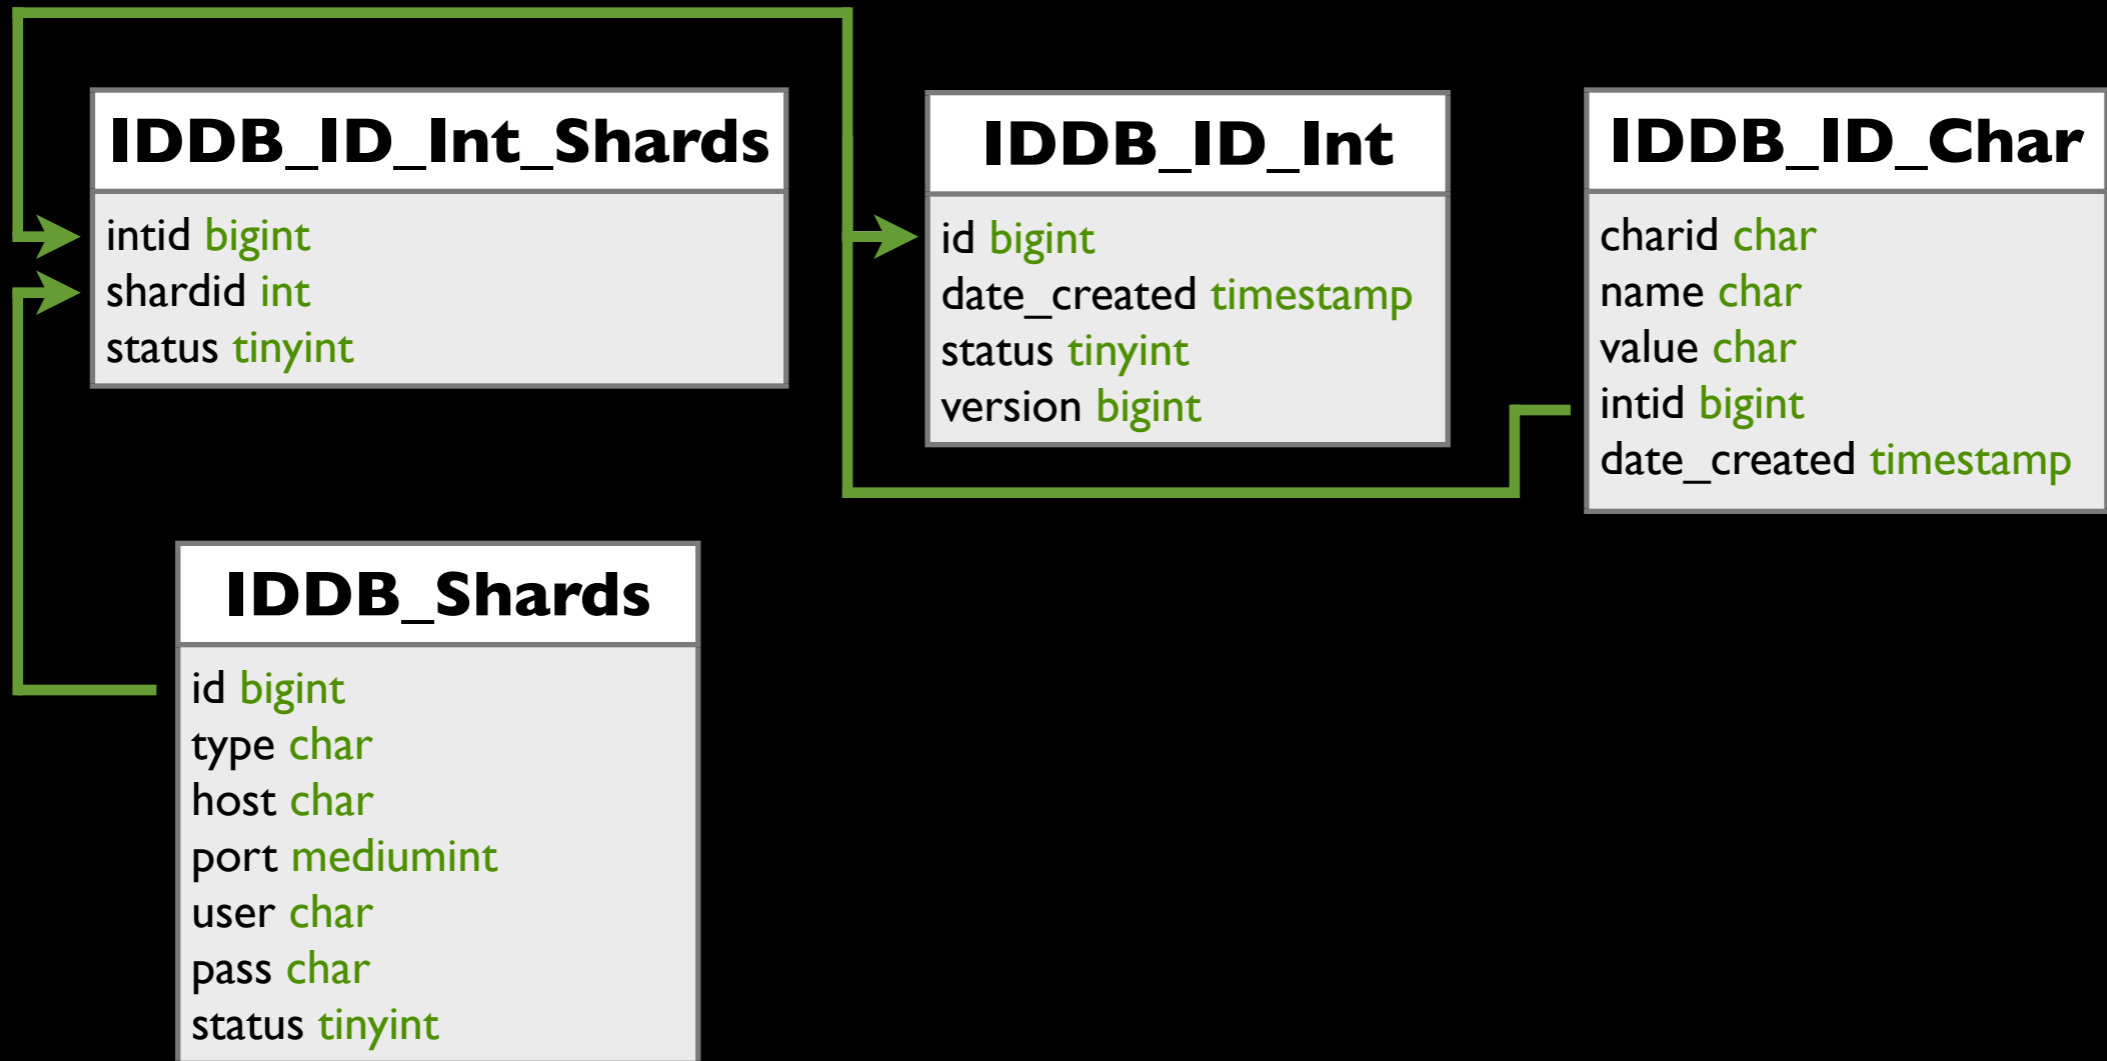 IDDB_ID_Int_Shards
intid bigint
shardid int
status tinyint
IDDB_ID_Int
id bigint
date_created timestamp
status tinyint
version bigint
IDDB_ID_Char
charid char
name char
value char
intid bigint
date_created timestamp
IDDB_Shards
id bigint
type char
host char
port mediumint
user char
pass char
status tinyint